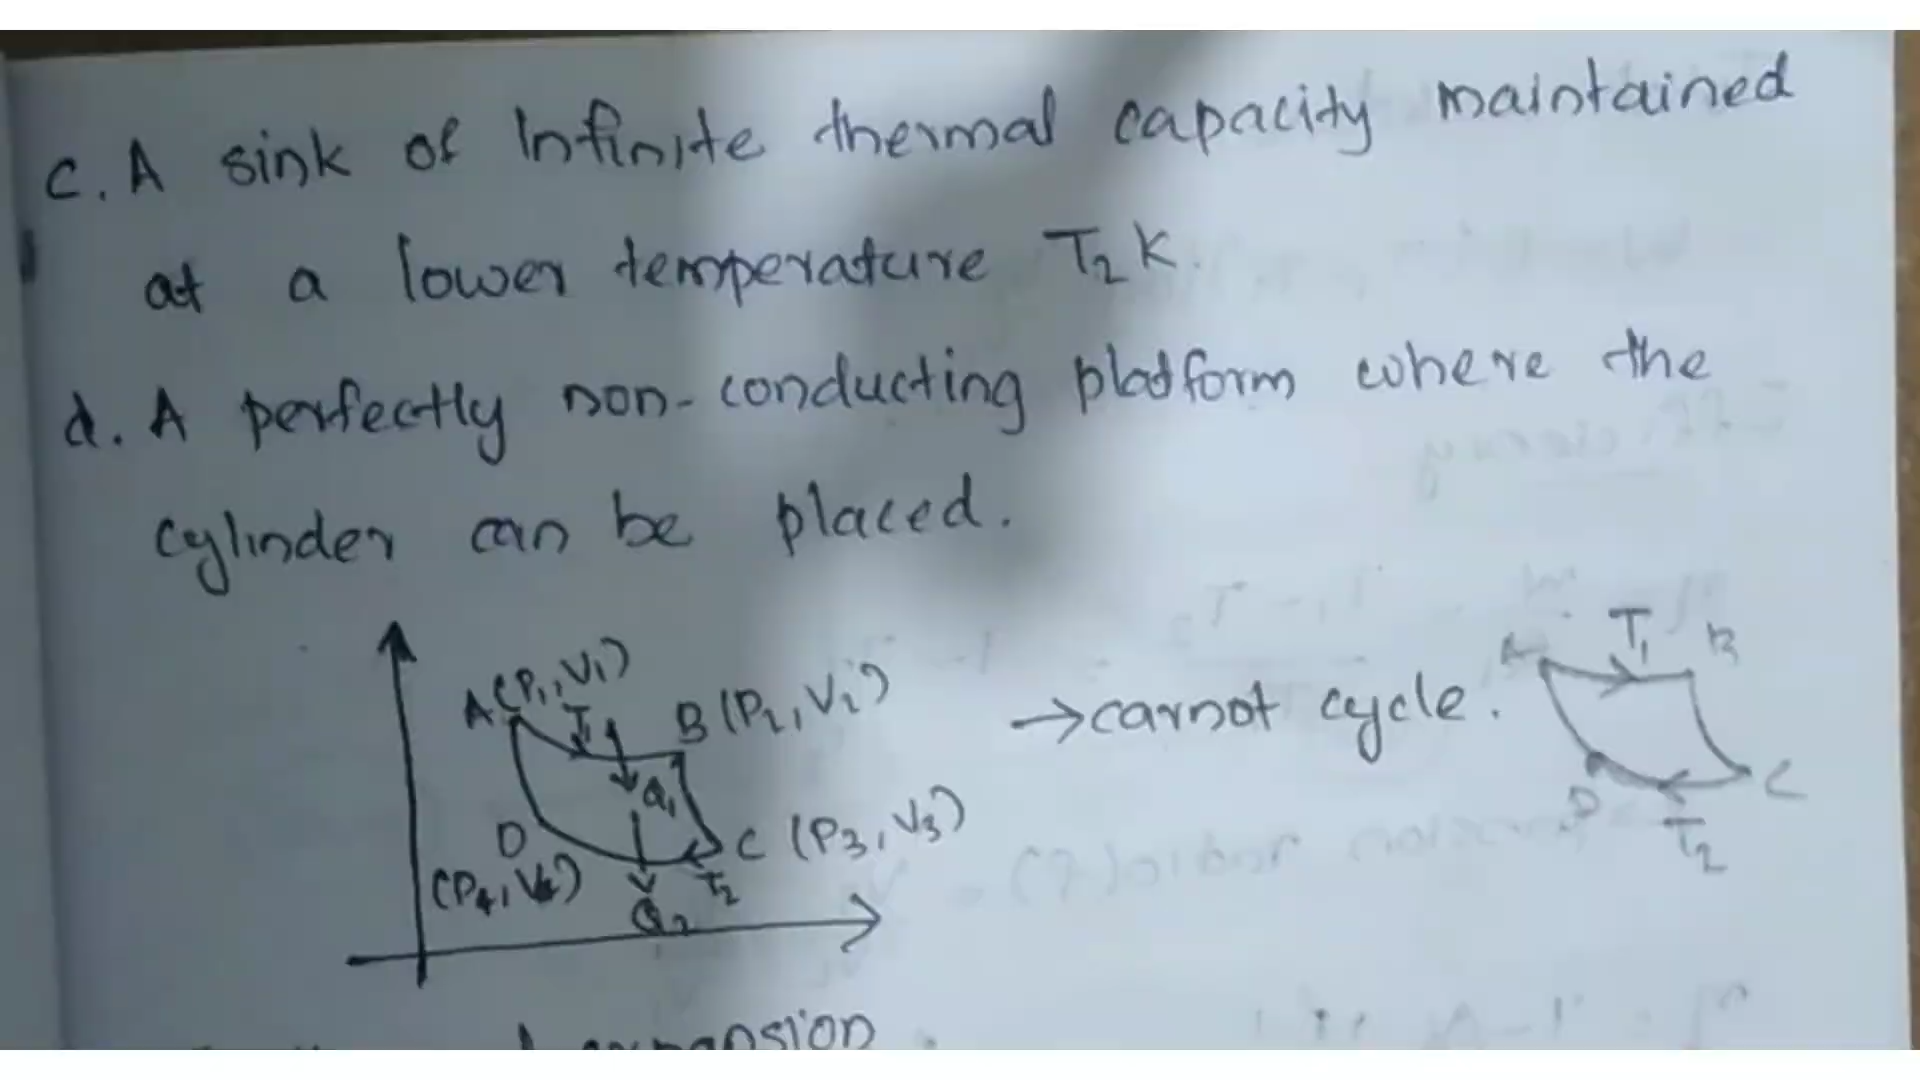 c. A sink of Infinite thermal capacity maintained
at a lower temperature T₂ K.
d. A perfectly non-conducting platform where the
cylinder can be placed.
A(P₁, V₁)
T₁
B (P₂, V₂)
Q₁
→ carnot cycle.
A T₁ B
D C
T₂
D
C (P₃, V₃)
(P₄, V₄)
T₂
Q₂
expansion